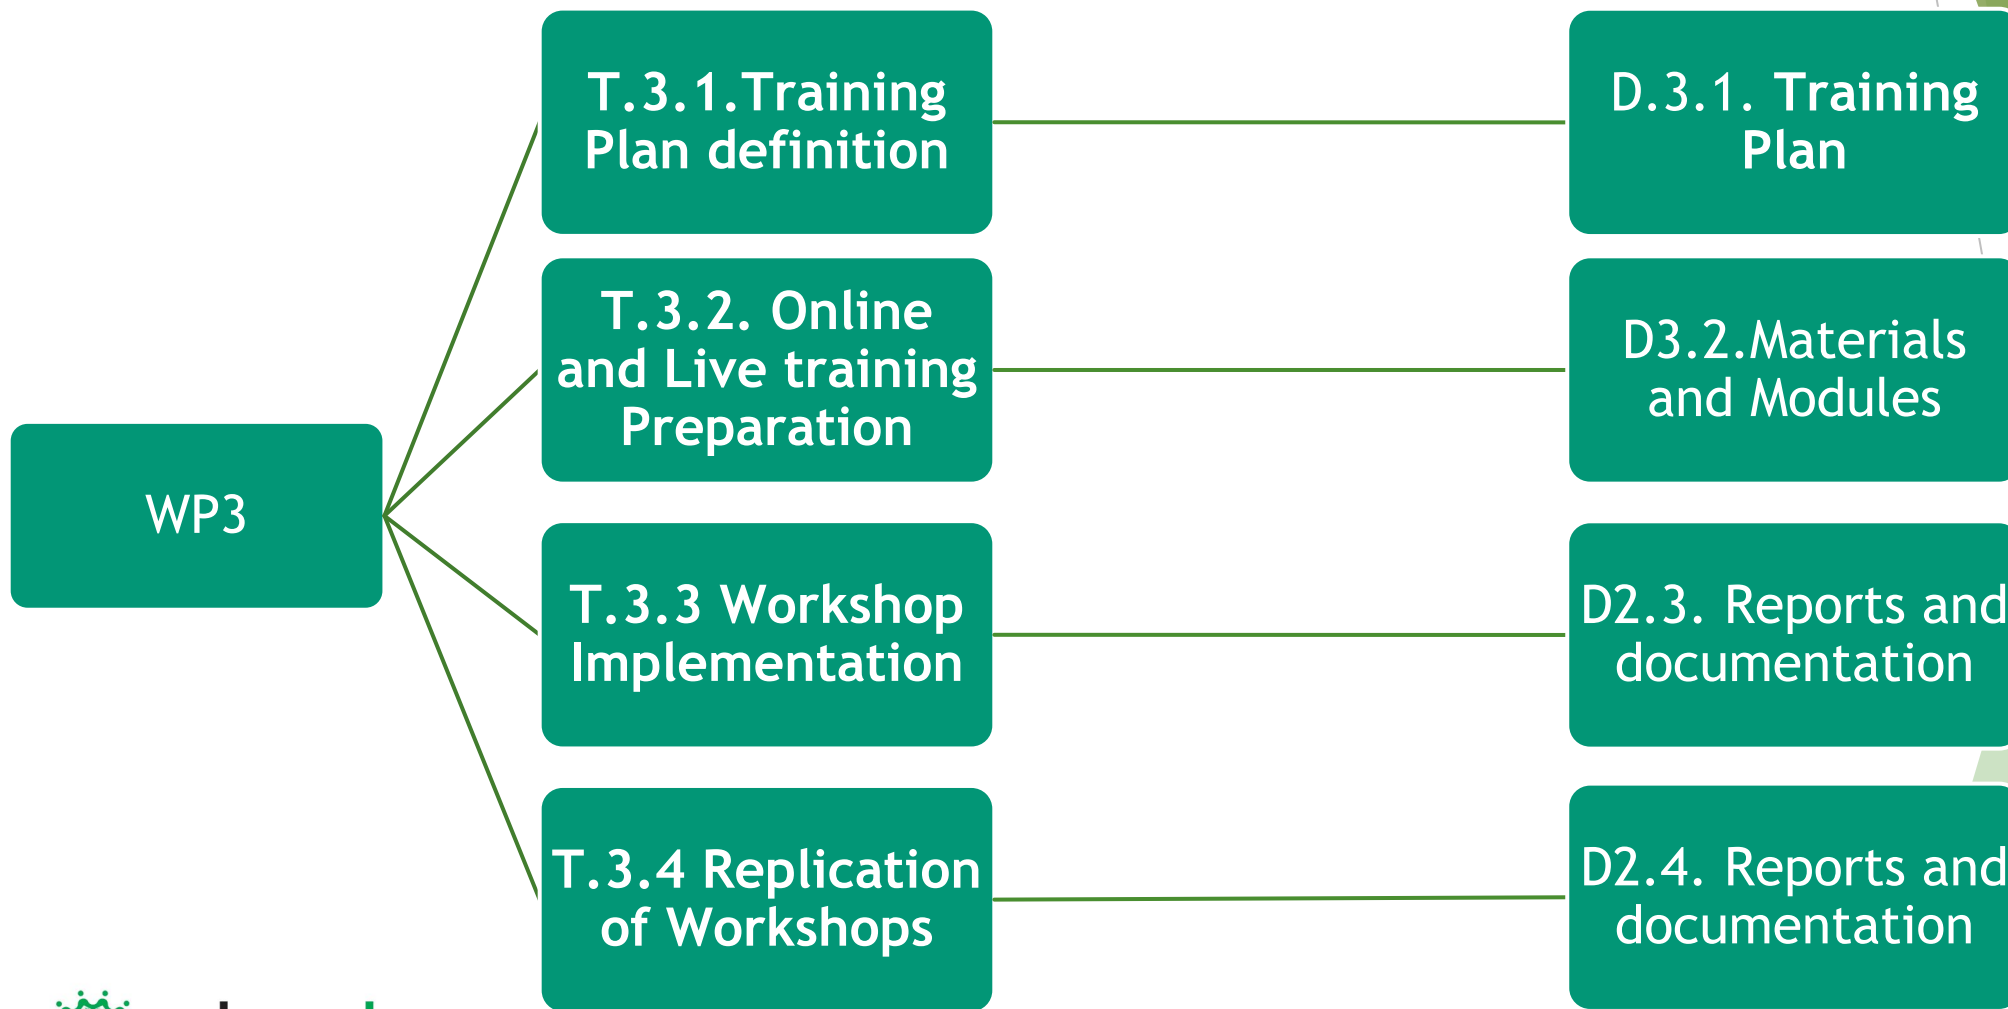 T.3.1.Training
Plan definition
D.3.1. Training
Plan
T.3.2. Online
and Live training
Preparation
D3.2.Materials
and Modules
WP3
T.3.3 Workshop
Implementation
D2.3. Reports and
documentation
T.3.4 Replication
of Workshops
D2.4. Reports and
documentation